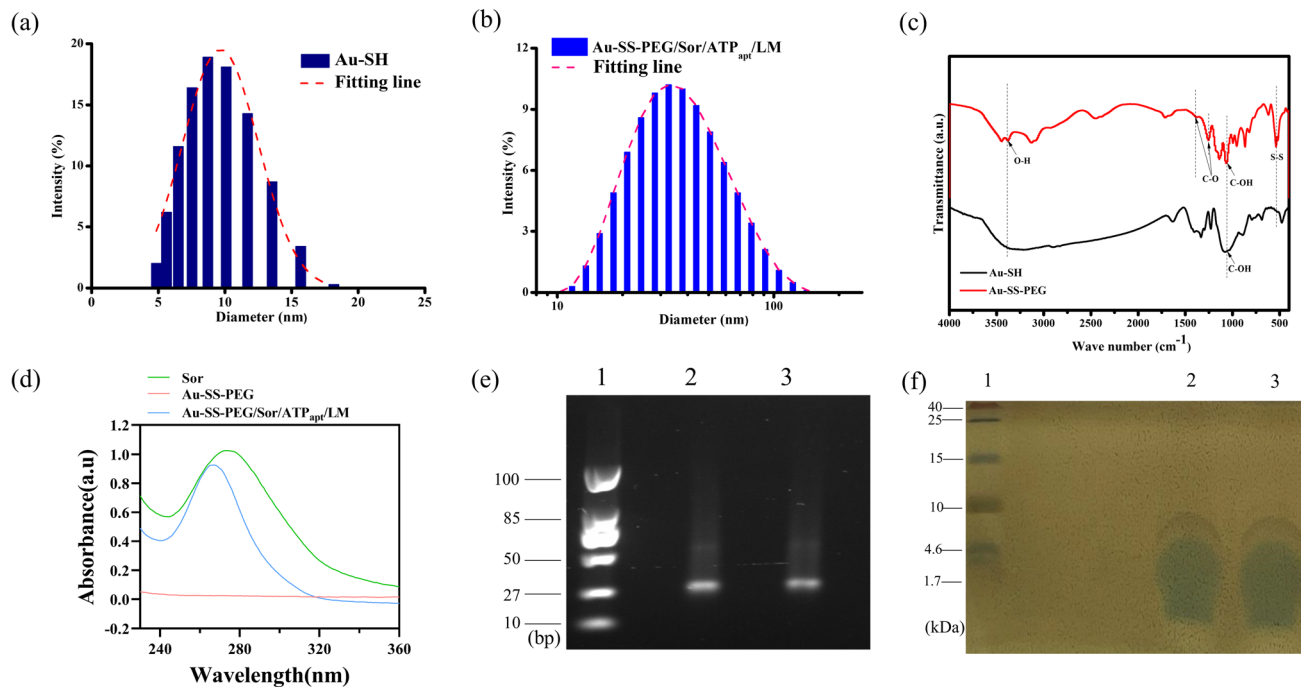 (a)
20
15
10
5
0
Intensity (%)
Au-SH
Fitting line
0 5 10 15 20 25
Diameter (nm)
(b)
12
9
6
3
0
Intensity (%)
Au-SS-PEG/Sor/ATPapt/LM
Fitting line
10 100
Diameter (nm)
(c)
Transmittance (a.u.)
O-H
C-O
C-OH
S-S
C-OH
Au-SH
Au-SS-PEG
4000 3500 3000 2500 2000 1500 1000 500
Wave number (cm-1)
(d)
Sor
Au-SS-PEG
Au-SS-PEG/Sor/ATPapt/LM
1.2
1.0
0.8
0.6
0.4
0.2
0.0
-0.2
Absorbance(a.u)
240 280 320 360
Wavelength(nm)
(e)
1 2 3
100
85
50
27
10
(bp)
(f)
1 2 3
40
25
15
10
4.6
1.7
(kDa)